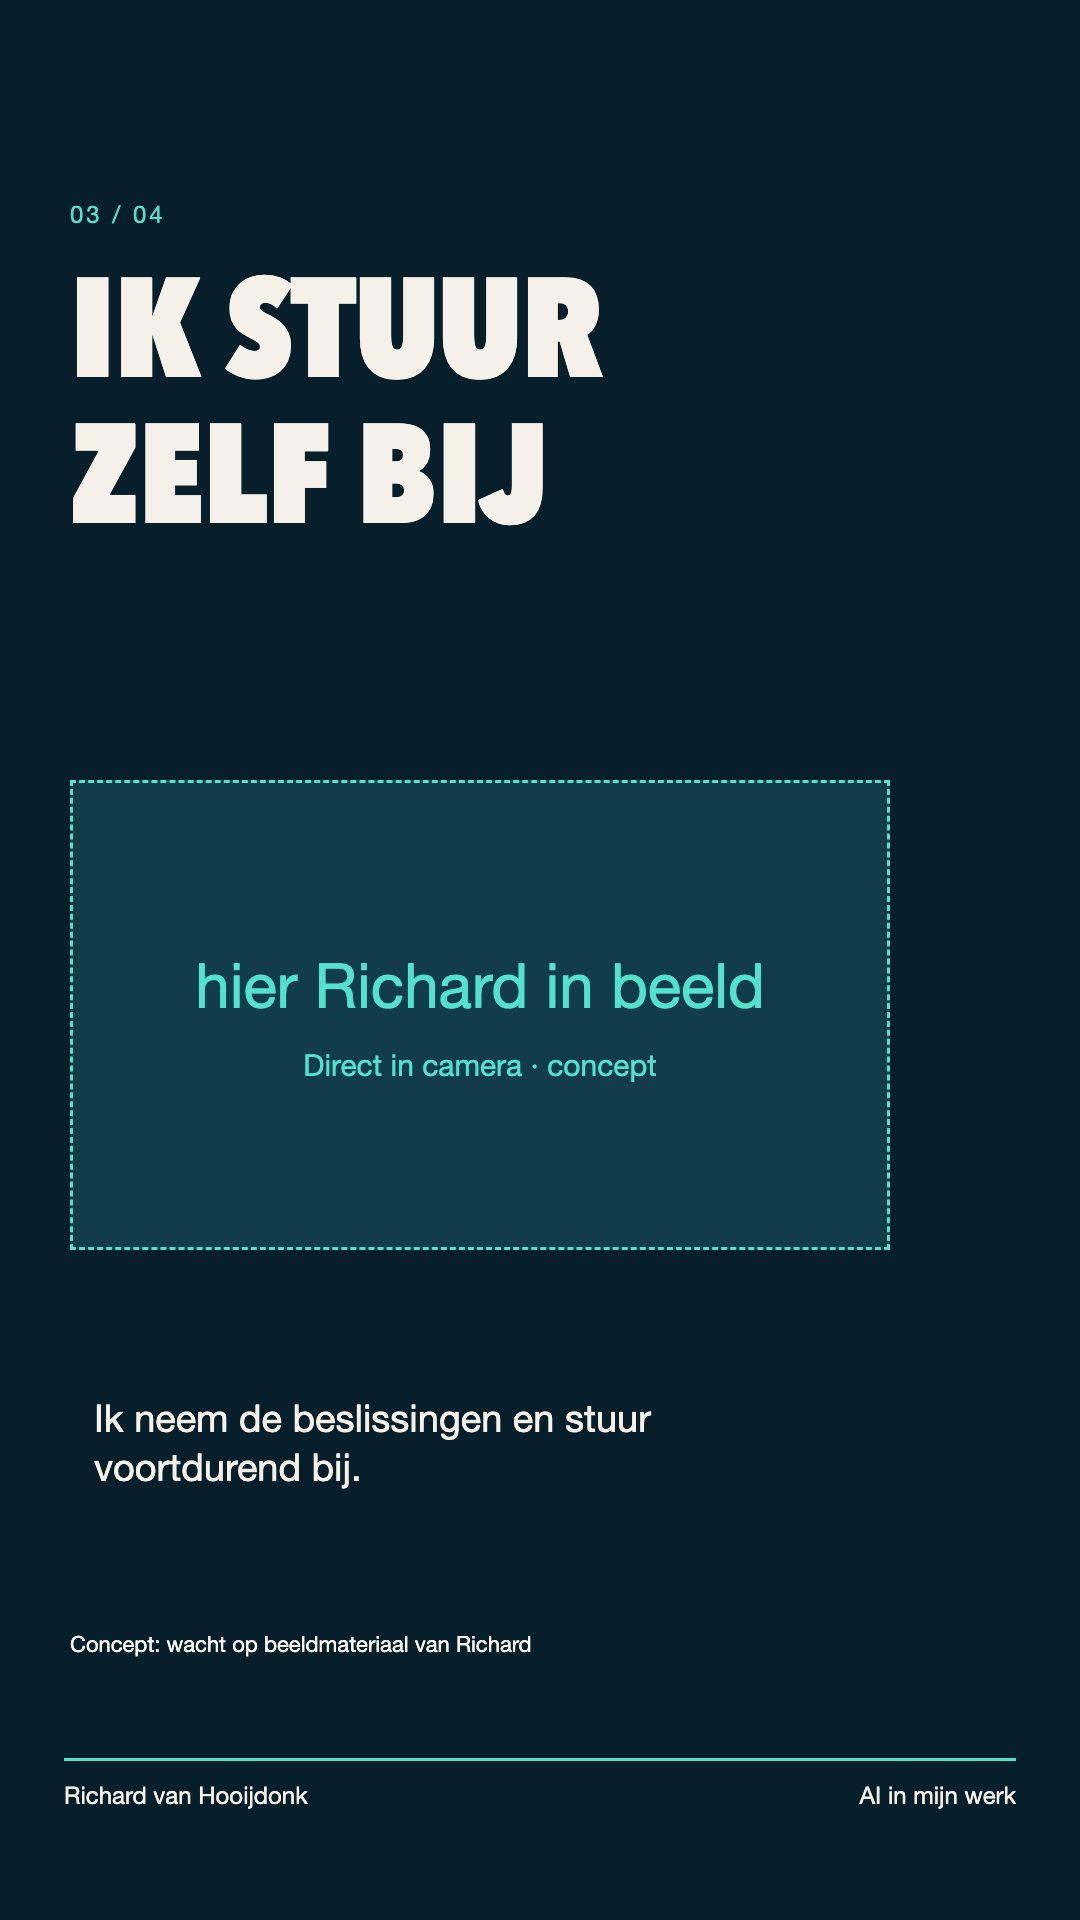 03 / 04
IK STUUR
ZELF BIJ
hier Richard in beeld
Direct in camera · concept
Ik neem de beslissingen en stuur
voortdurend bij.
Concept: wacht op beeldmateriaal van Richard
Richard van Hooijdonk
AI in mijn werk